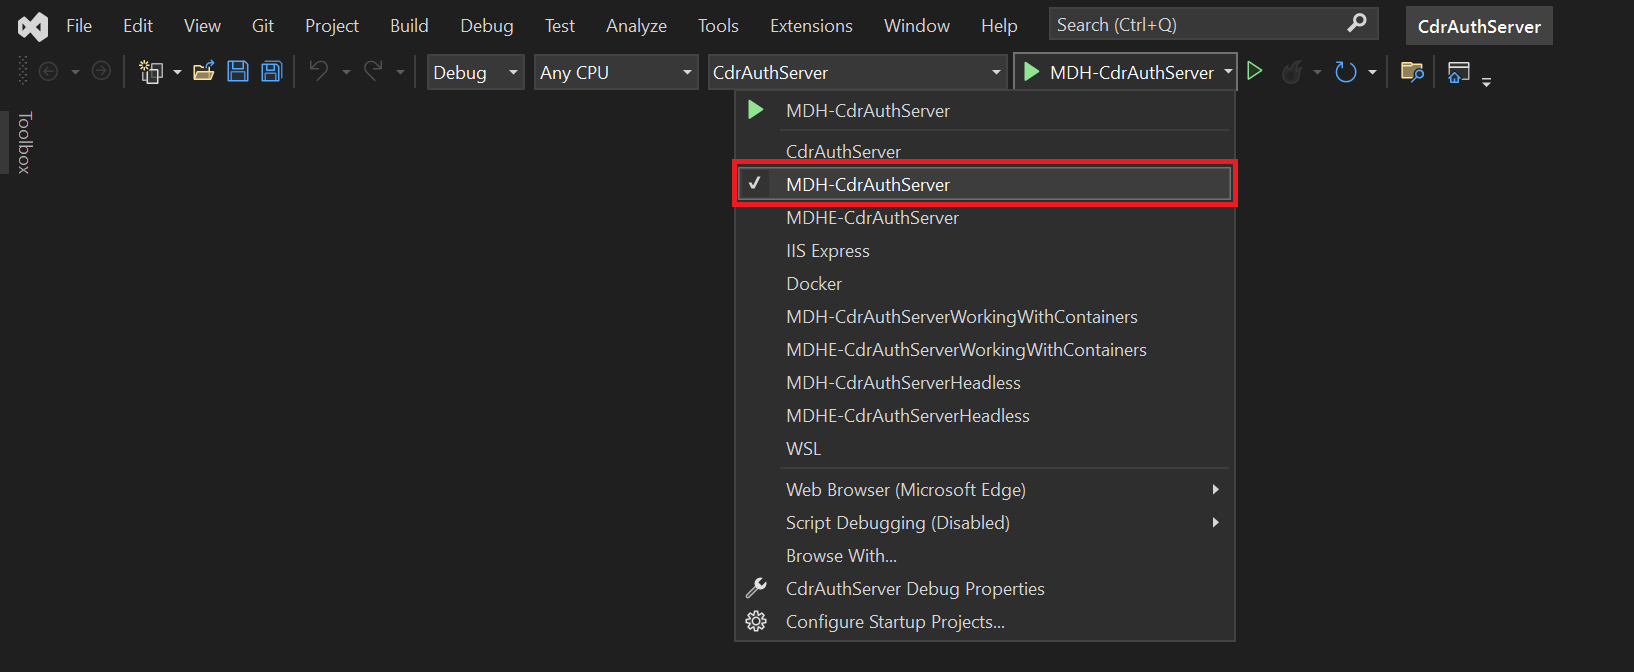 File Edit View Git Project Build Debug Test Analyze Tools Extensions Window Help Search (Ctrl+Q) CdrAuthServer
Debug Any CPU CdrAuthServer MDH-CdrAuthServer
Toolbox
MDH-CdrAuthServer
CdrAuthServer
MDH-CdrAuthServer
MDHE-CdrAuthServer
IIS Express
Docker
MDH-CdrAuthServerWorkingWithContainers
MDHE-CdrAuthServerWorkingWithContainers
MDH-CdrAuthServerHeadless
MDHE-CdrAuthServerHeadless
WSL
Web Browser (Microsoft Edge)
Script Debugging (Disabled)
Browse With...
CdrAuthServer Debug Properties
Configure Startup Projects...